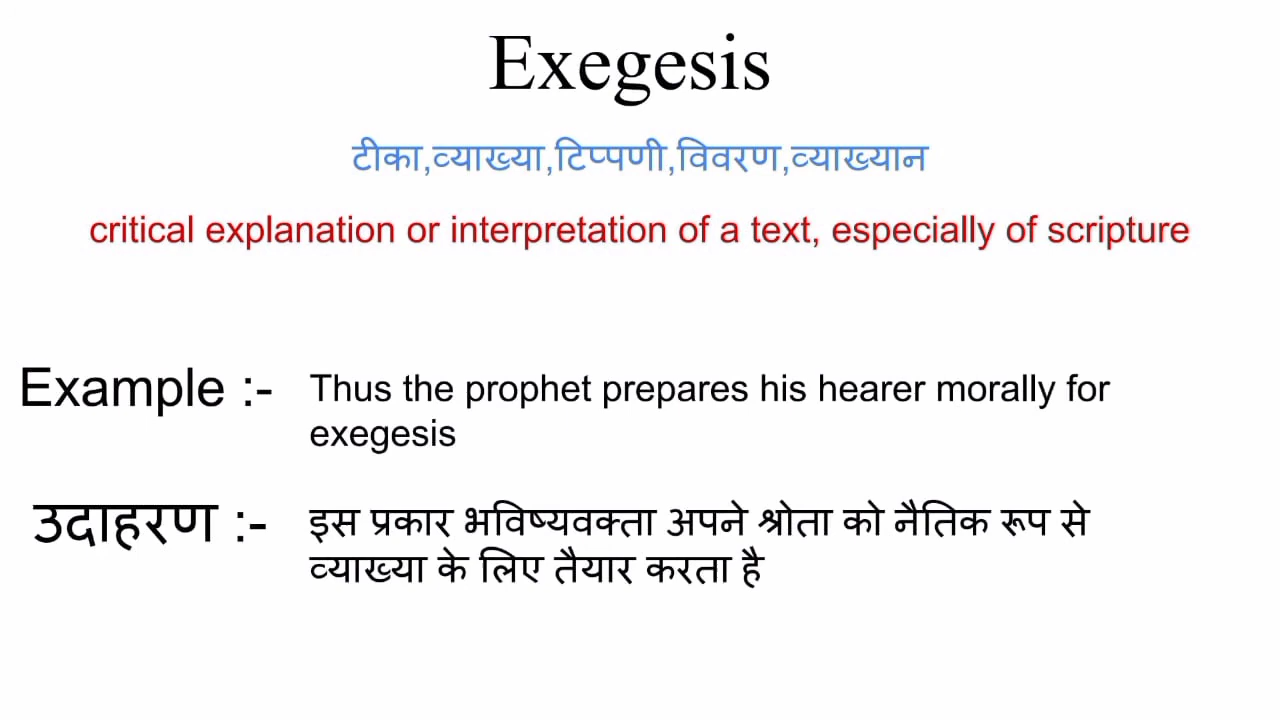 Exegesis
टीका,व्याख्या,टिप्पणी,विवरण,व्याख्यान
critical explanation or interpretation of a text, especially of scripture
Example :- Thus the prophet prepares his hearer morally for
exegesis
उदाहरण :- इस प्रकार भविष्यवक्ता अपने श्रोता को नैतिक रूप से
व्याख्या के लिए तैयार करता है